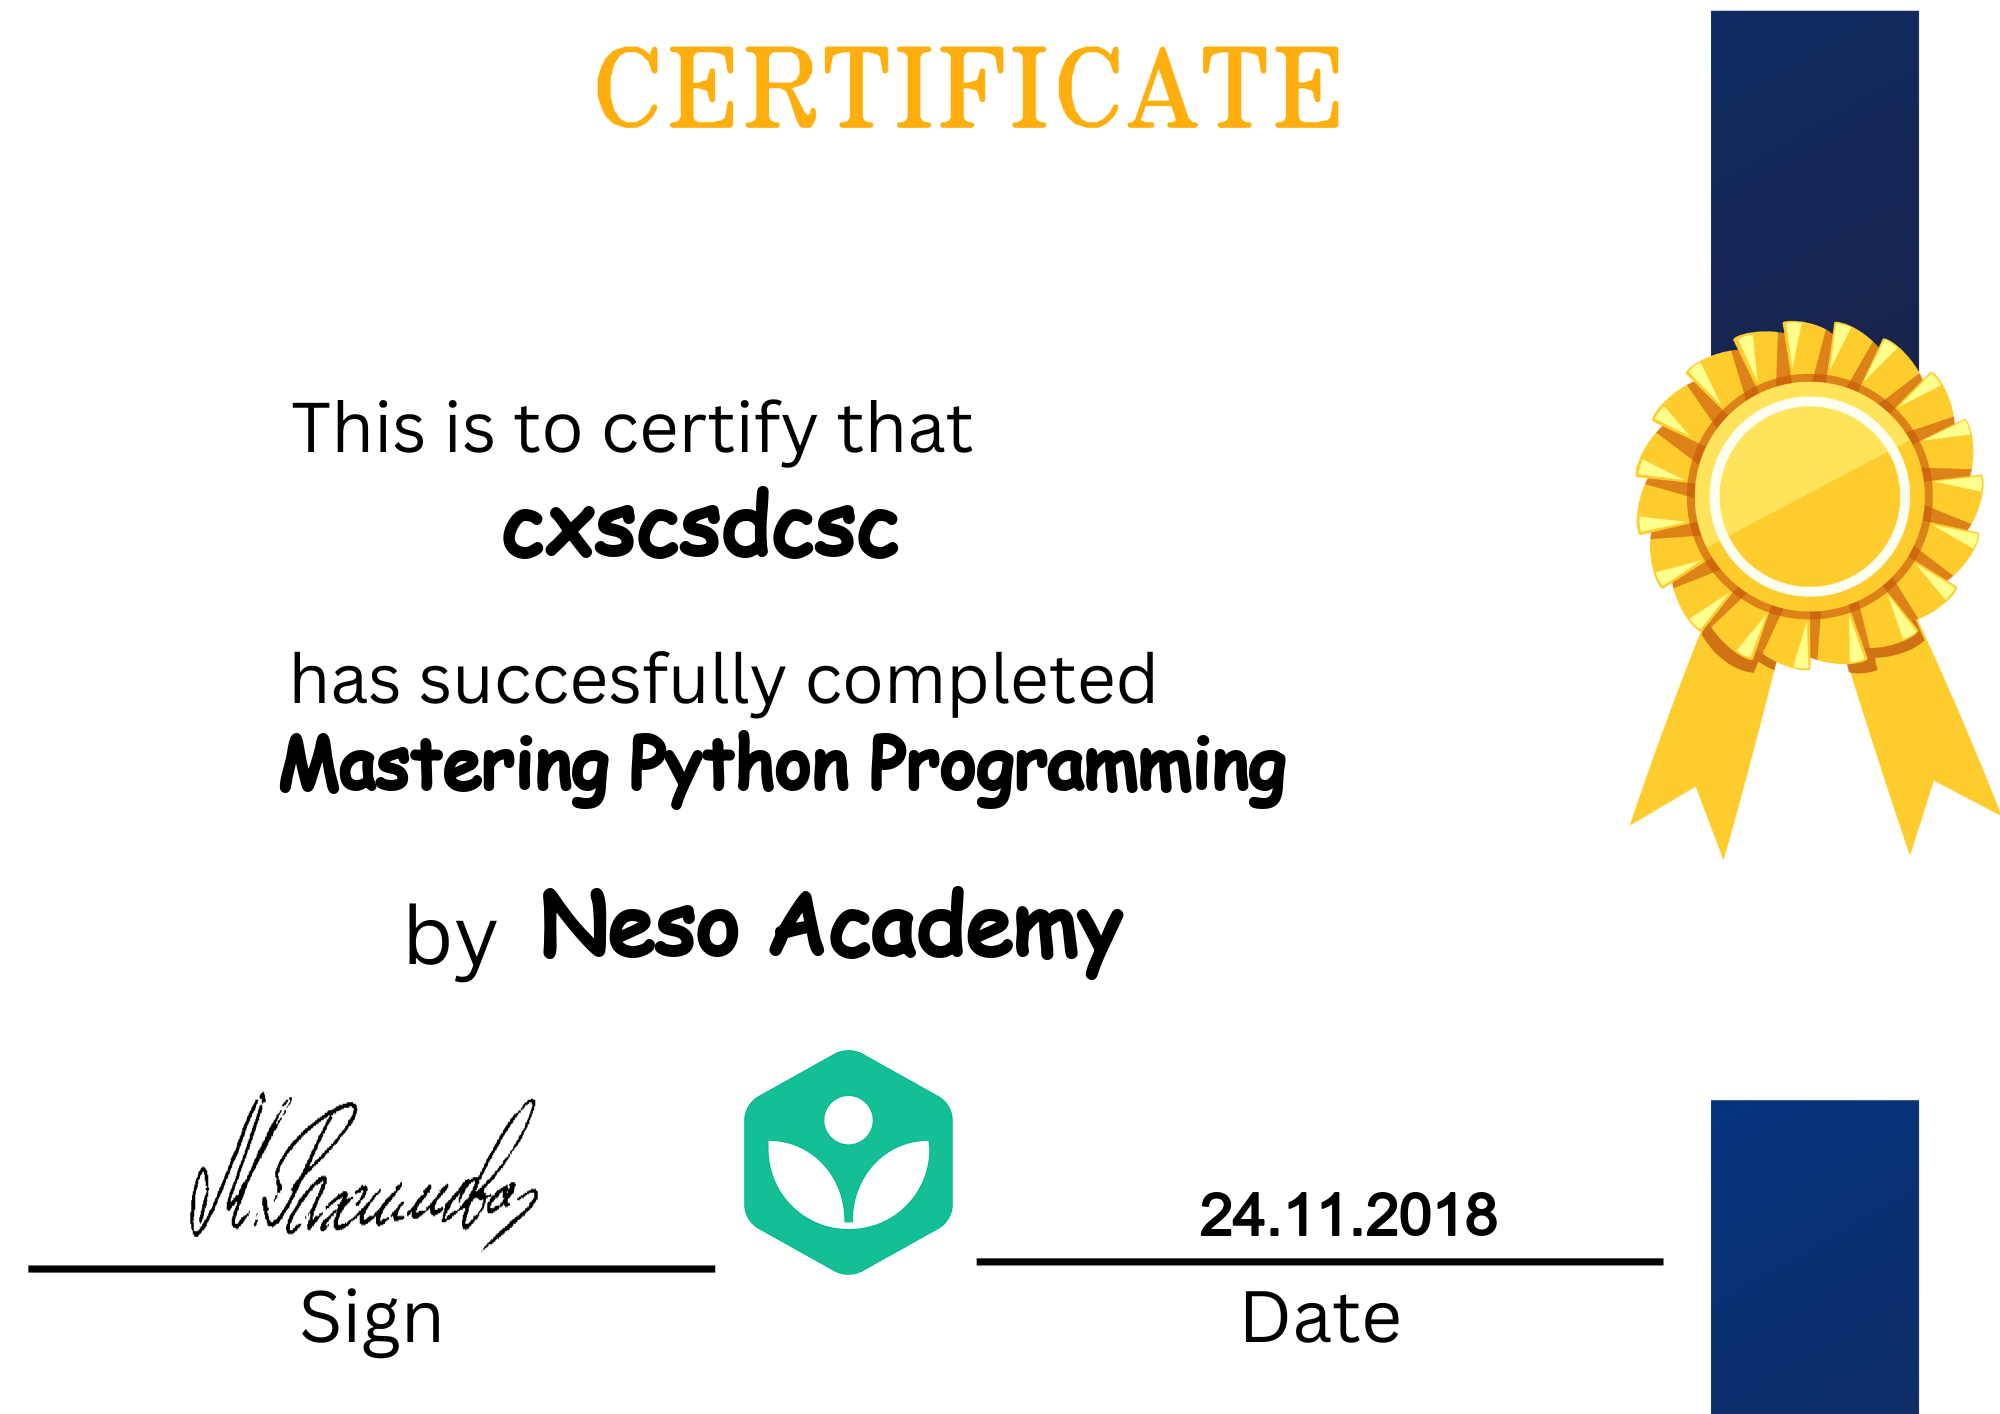 CERTIFICATE
This is to certify that
cxscsdcsc
has succesfully completed
Mastering Python Programming
by Neso Academy
24.11.2018
Sign
Date